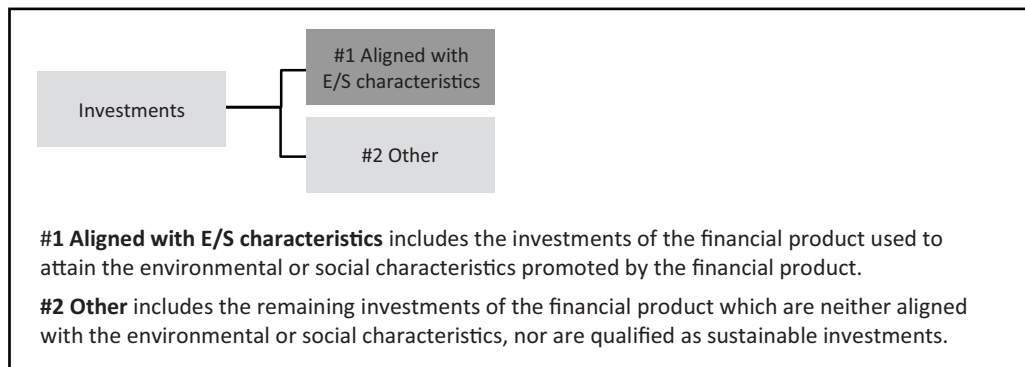 #1 Aligned with
E/S characteristics
Investments
#2 Other
#1 Aligned with E/S characteristics includes the investments of the financial product used to
attain the environmental or social characteristics promoted by the financial product.
#2 Other includes the remaining investments of the financial product which are neither aligned
with the environmental or social characteristics, nor are qualified as sustainable investments.